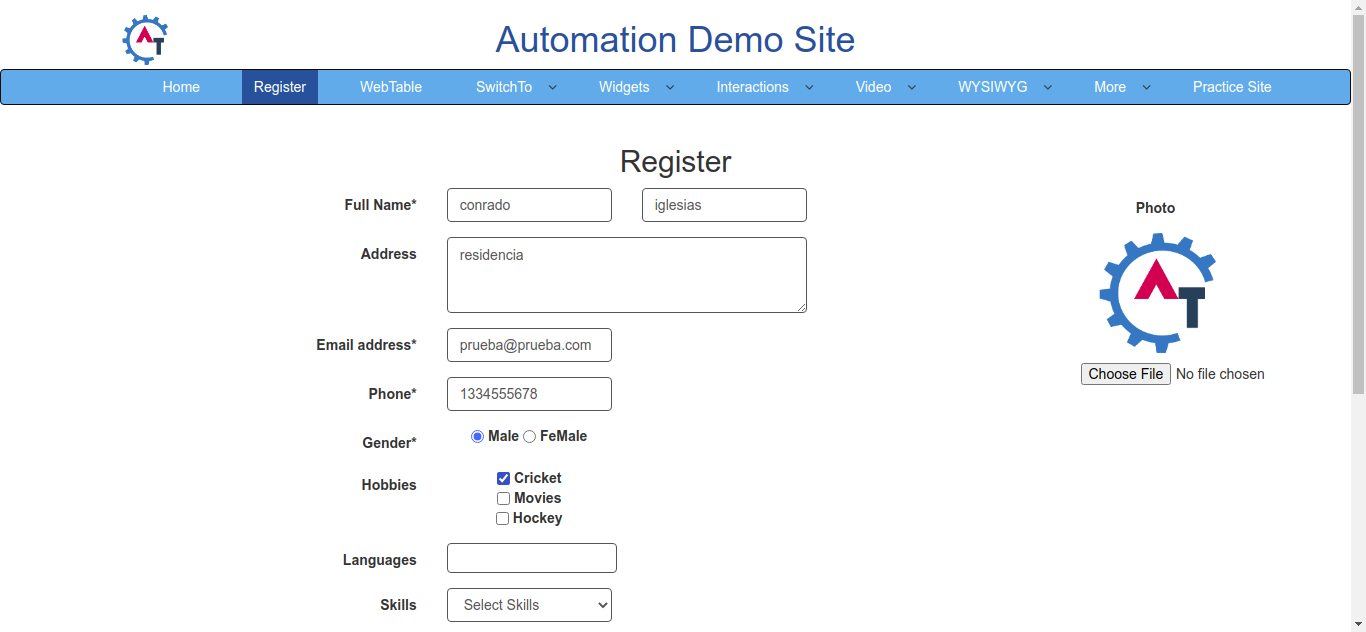 AT
Automation Demo Site
Home Register WebTable SwitchTo Widgets Interactions Video WYSIWYG More Practice Site
Register
Full Name* conrado iglesias
Photo
Address residencia
AT
Email address* prueba@prueba.com
Phone* 1334555678
Choose File No file chosen
Gender* Male FeMale
Hobbies Cricket
Movies
Hockey
Languages
Skills Select Skills